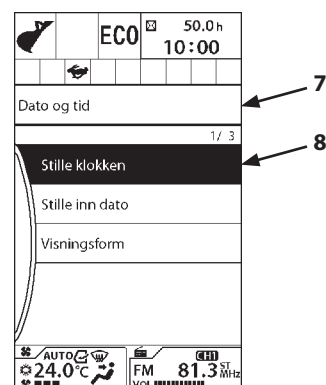 ECO 50.0 h
10:00
7
Dato og tid
1/ 3
8
Stille klokken
Stille inn dato
Visningsform
AUTO CH1
24.0°C FM 81.3 ST MHz
VOL